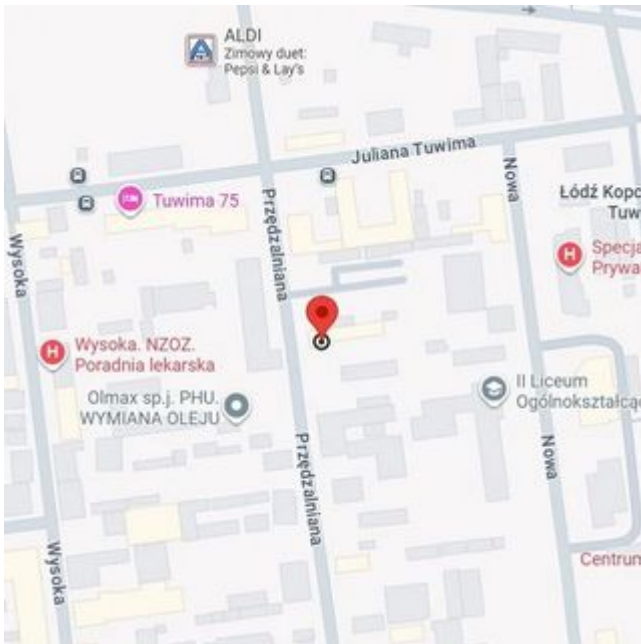 ALDI
Zimowy duet:
Pepsi & Lay's
Juliana Tuwima
Nowa
Tuwima 75
Przędzalniana
Łódź Kopc
Tuw
Specja
Prywa
Wysoka
Wysoka. NZOZ.
Poradnia lekarska
Olmax sp.j. PHU.
WYMIANA OLEJU
II Liceum
Ogólnokształcąc
Przędzalniana
Nowa
Wysoka
Centrum